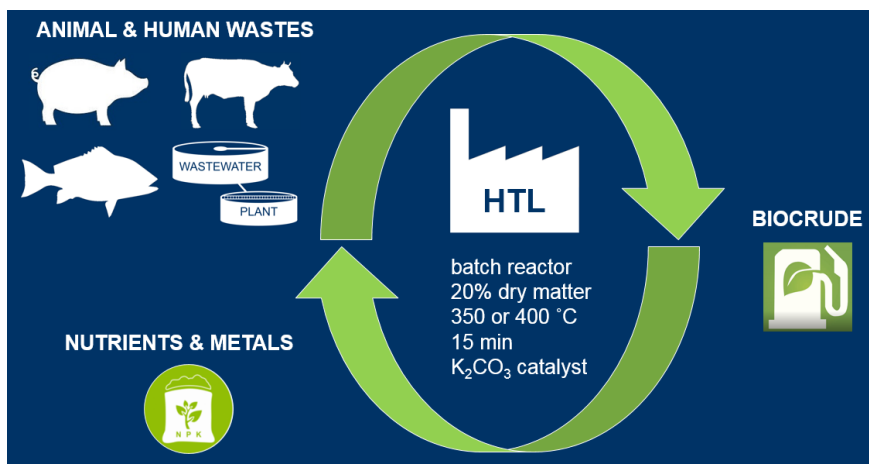 ANIMAL & HUMAN WASTES
WASTEWATER
PLANT
HTL
batch reactor
20% dry matter
350 or 400 ˚C
15 min
K₂CO₃ catalyst
BIOCRUDE
NUTRIENTS & METALS
NPK